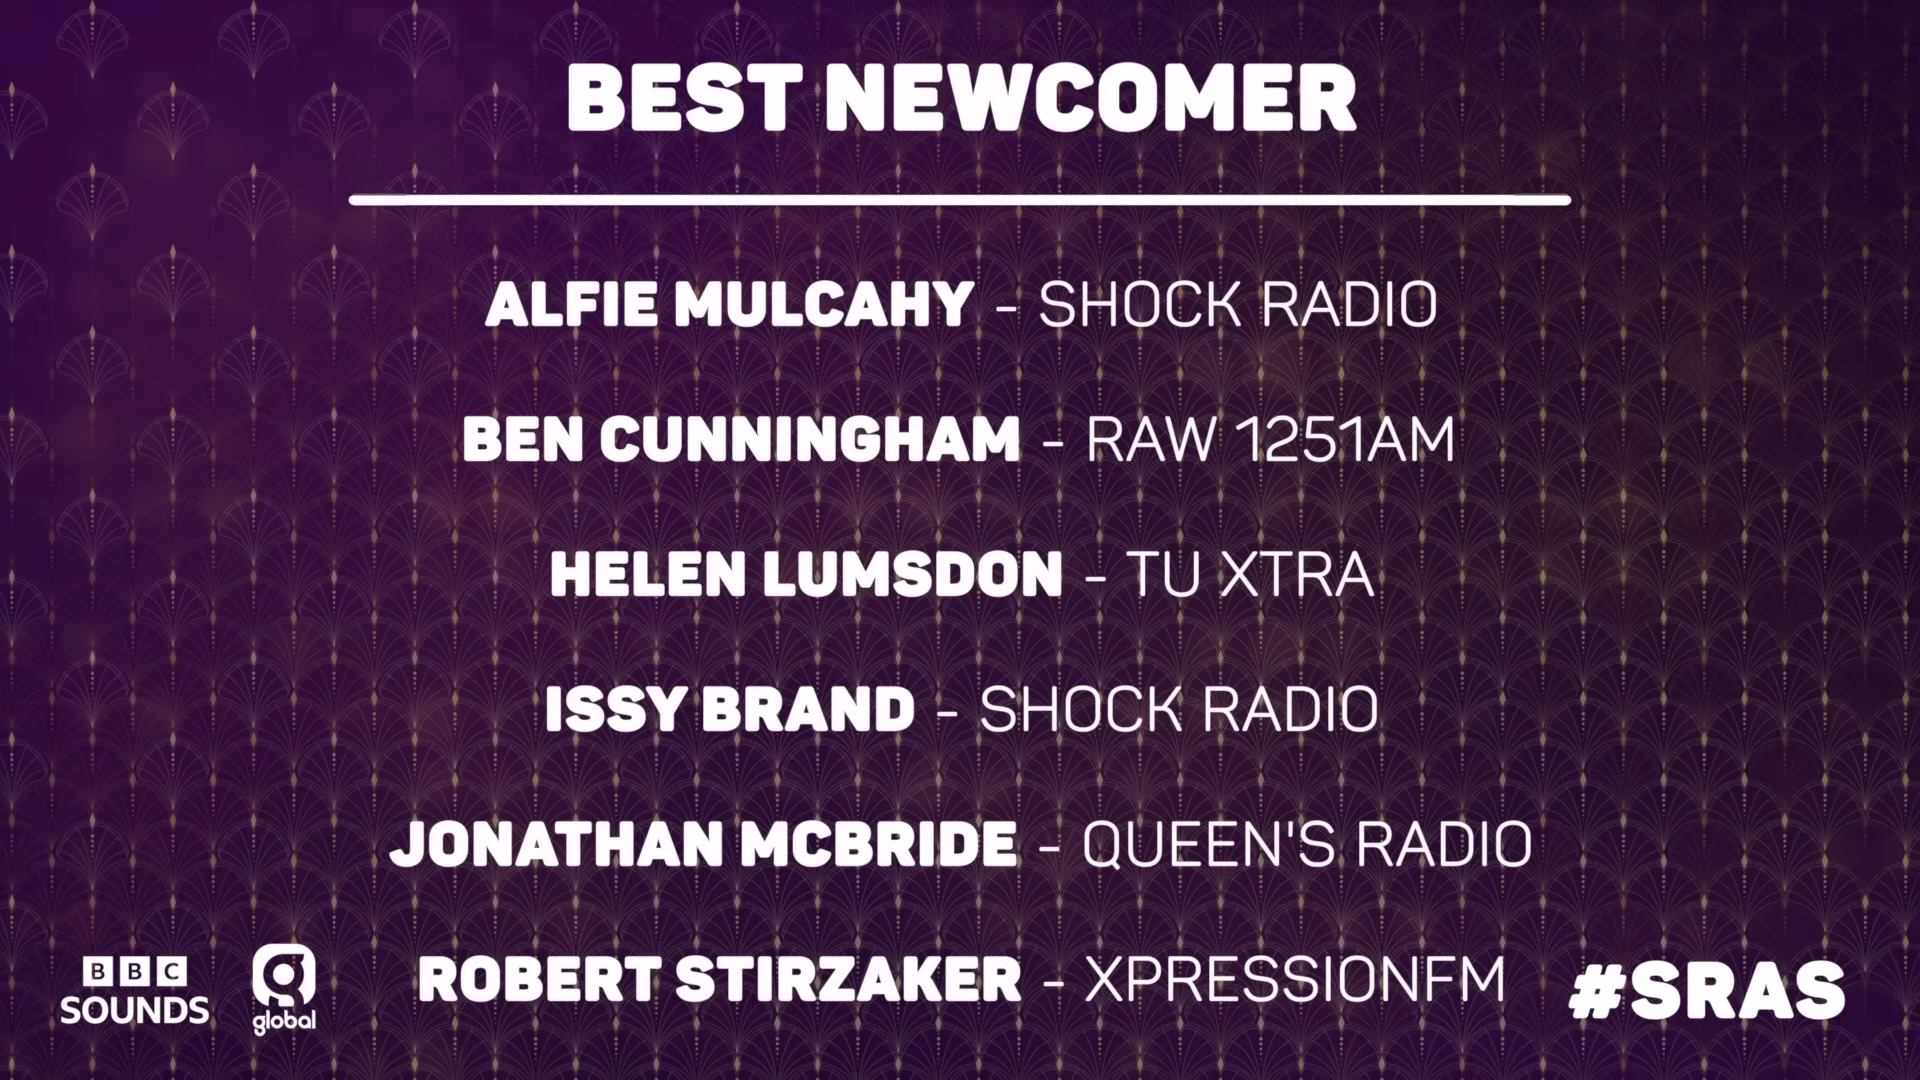 BEST NEWCOMER
ALFIE MULCAHY - SHOCK RADIO
BEN CUNNINGHAM - RAW 1251AM
HELEN LUMSDON - TU XTRA
ISSY BRAND - SHOCK RADIO
JONATHAN MCBRIDE - QUEEN'S RADIO
ROBERT STIRZAKER - XPRESSIONFM
BBC
SOUNDS
global
#SRAS